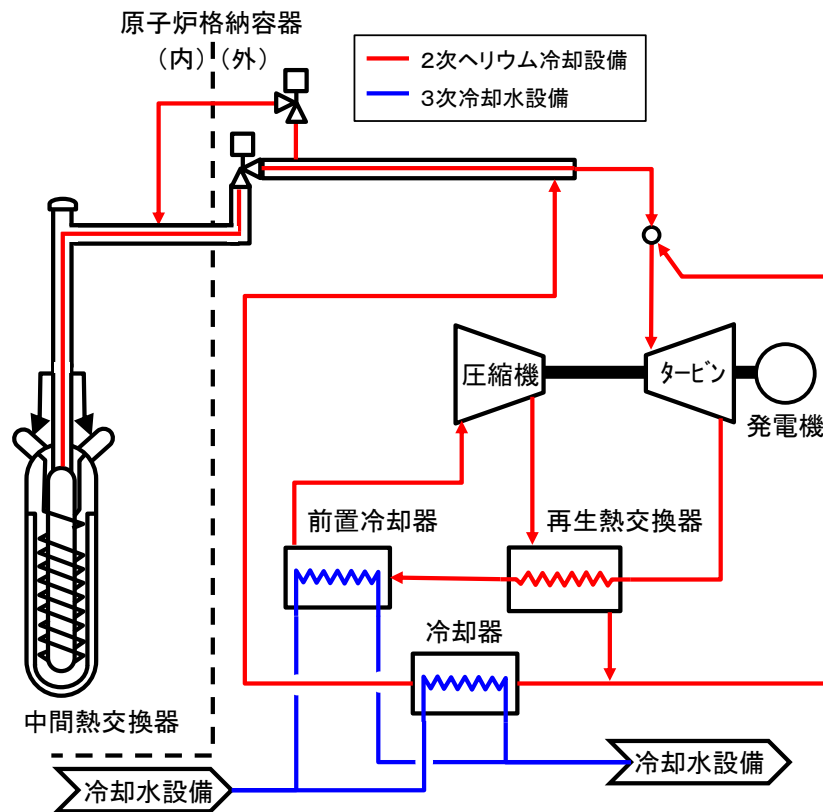 原子炉格納容器
（内）（外）
２次ヘリウム冷却設備
３次冷却水設備
圧縮機
ﾀｰﾋﾞﾝ
発電機
前置冷却器
再生熱交換器
冷却器
中間熱交換器
冷却水設備
冷却水設備